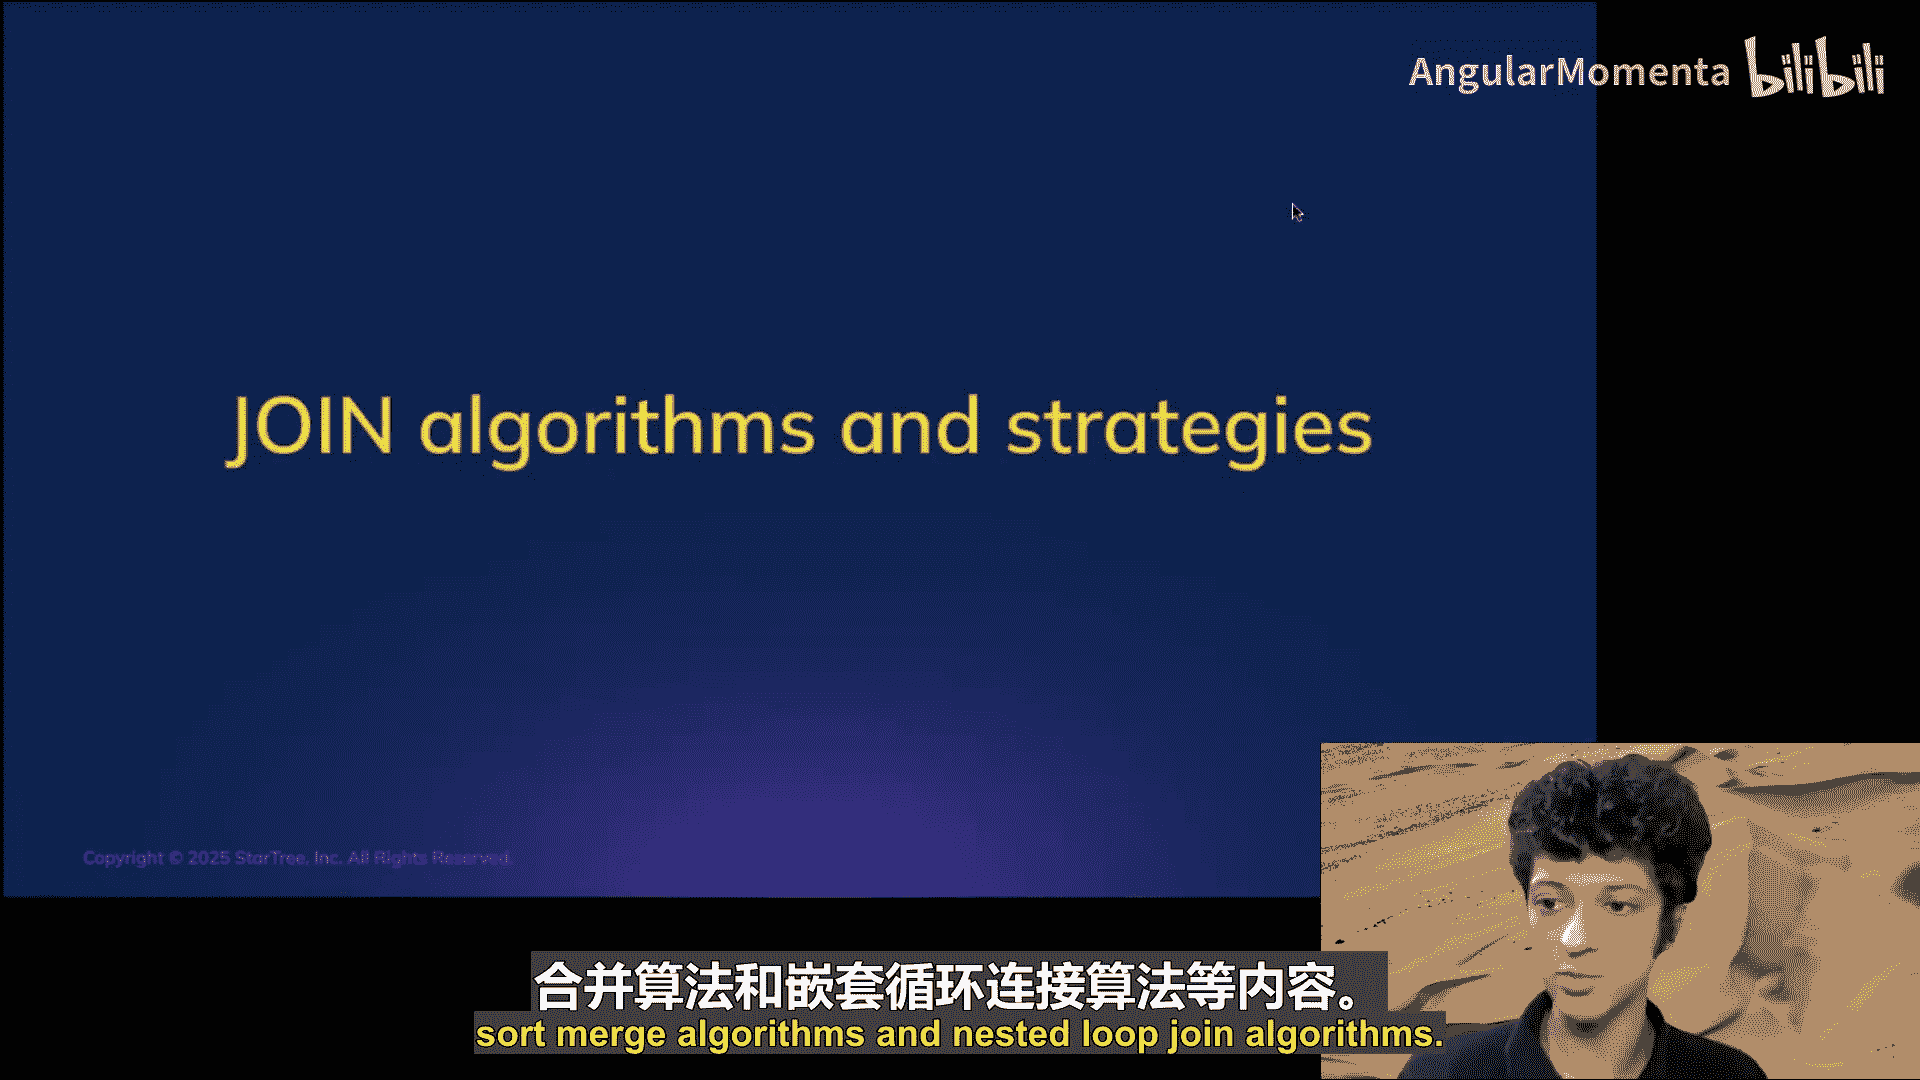 AngularMomenta bilibili
JOIN algorithms and strategies
Copyright © 2025 StarTree, Inc. All Rights Reserved.
合并算法和嵌套循环连接算法等内容。
sort merge algorithms and nested loop join algorithms.